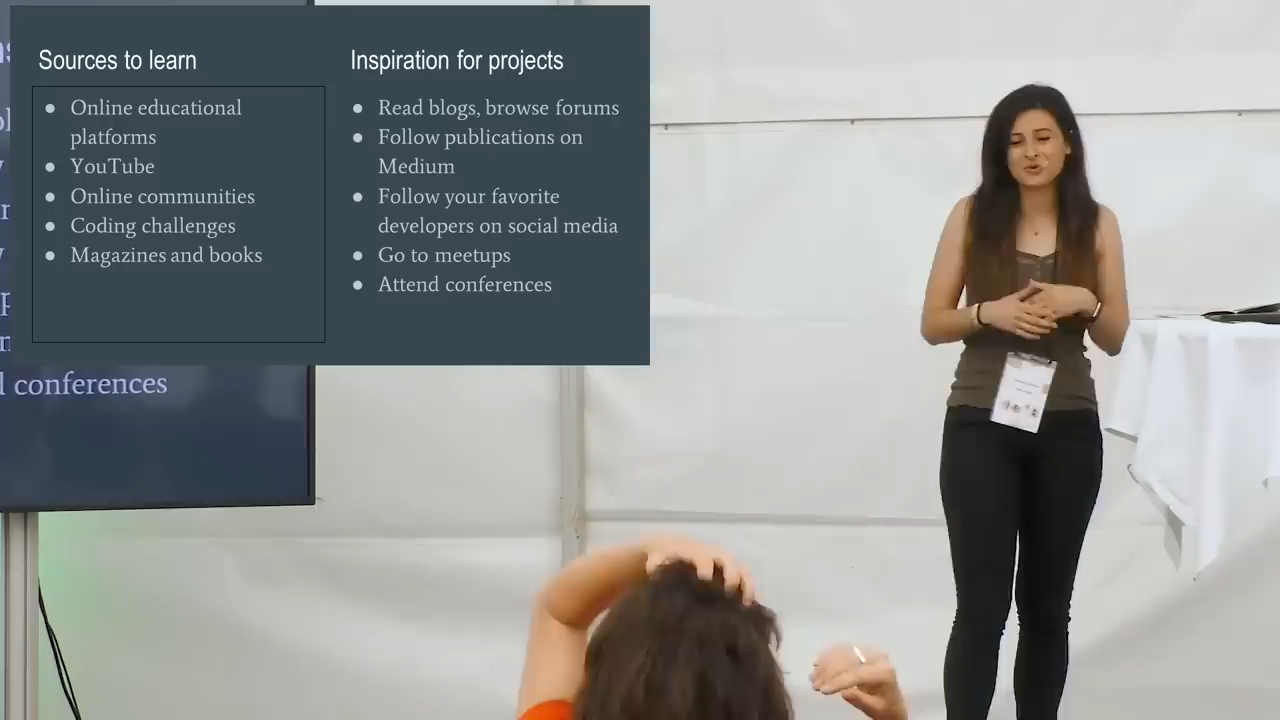 Sources to learn
Online educational
platforms
YouTube
Online communities
Coding challenges
Magazines and books
Inspiration for projects
Read blogs, browse forums
Follow publications on
Medium
Follow your favorite
developers on social media
Go to meetups
Attend conferences
conferences